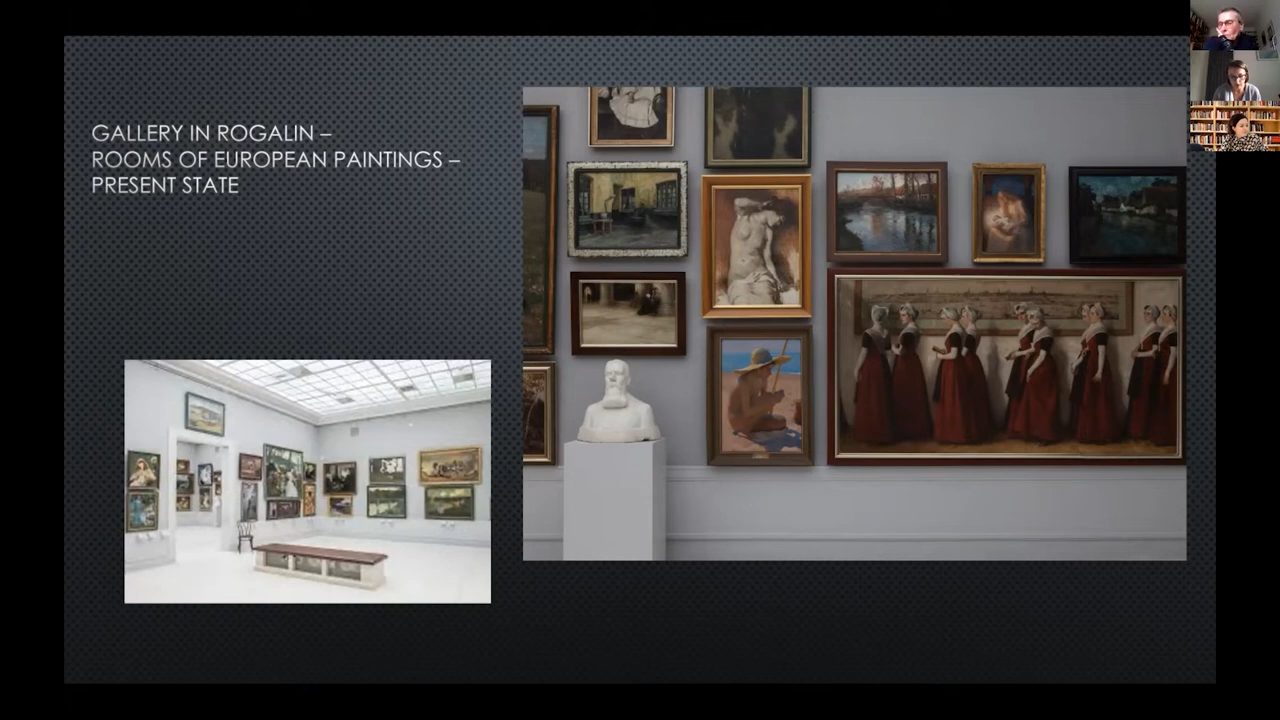 GALLERY IN ROGALIN –
ROOMS OF EUROPEAN PAINTINGS –
PRESENT STATE